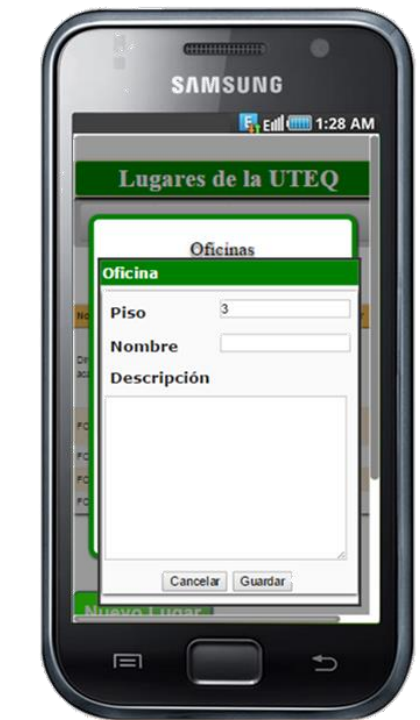 SAMSUNG
E 1:28 AM
Lugares de la UTEQ
Oficinas
Oficina
Piso 3
Nombre
Descripción
Cancelar Guardar
Nuevo Lugar